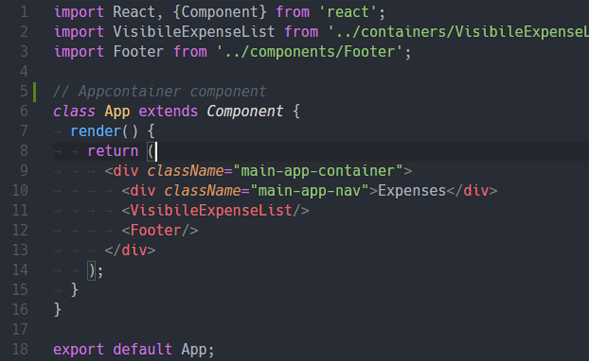 1 import React, {Component} from 'react';
2 import VisibileExpenseList from '../containers/VisibileExpenseL
3 import Footer from '../components/Footer';
4
5 // Appcontainer component
6 class App extends Component {
7 render() {
8 return (
9 <div className="main-app-container">
10 <div className="main-app-nav">Expenses</div>
11 <VisibileExpenseList/>
12 <Footer/>
13 </div>
14 );
15 }
16 }
17
18 export default App;